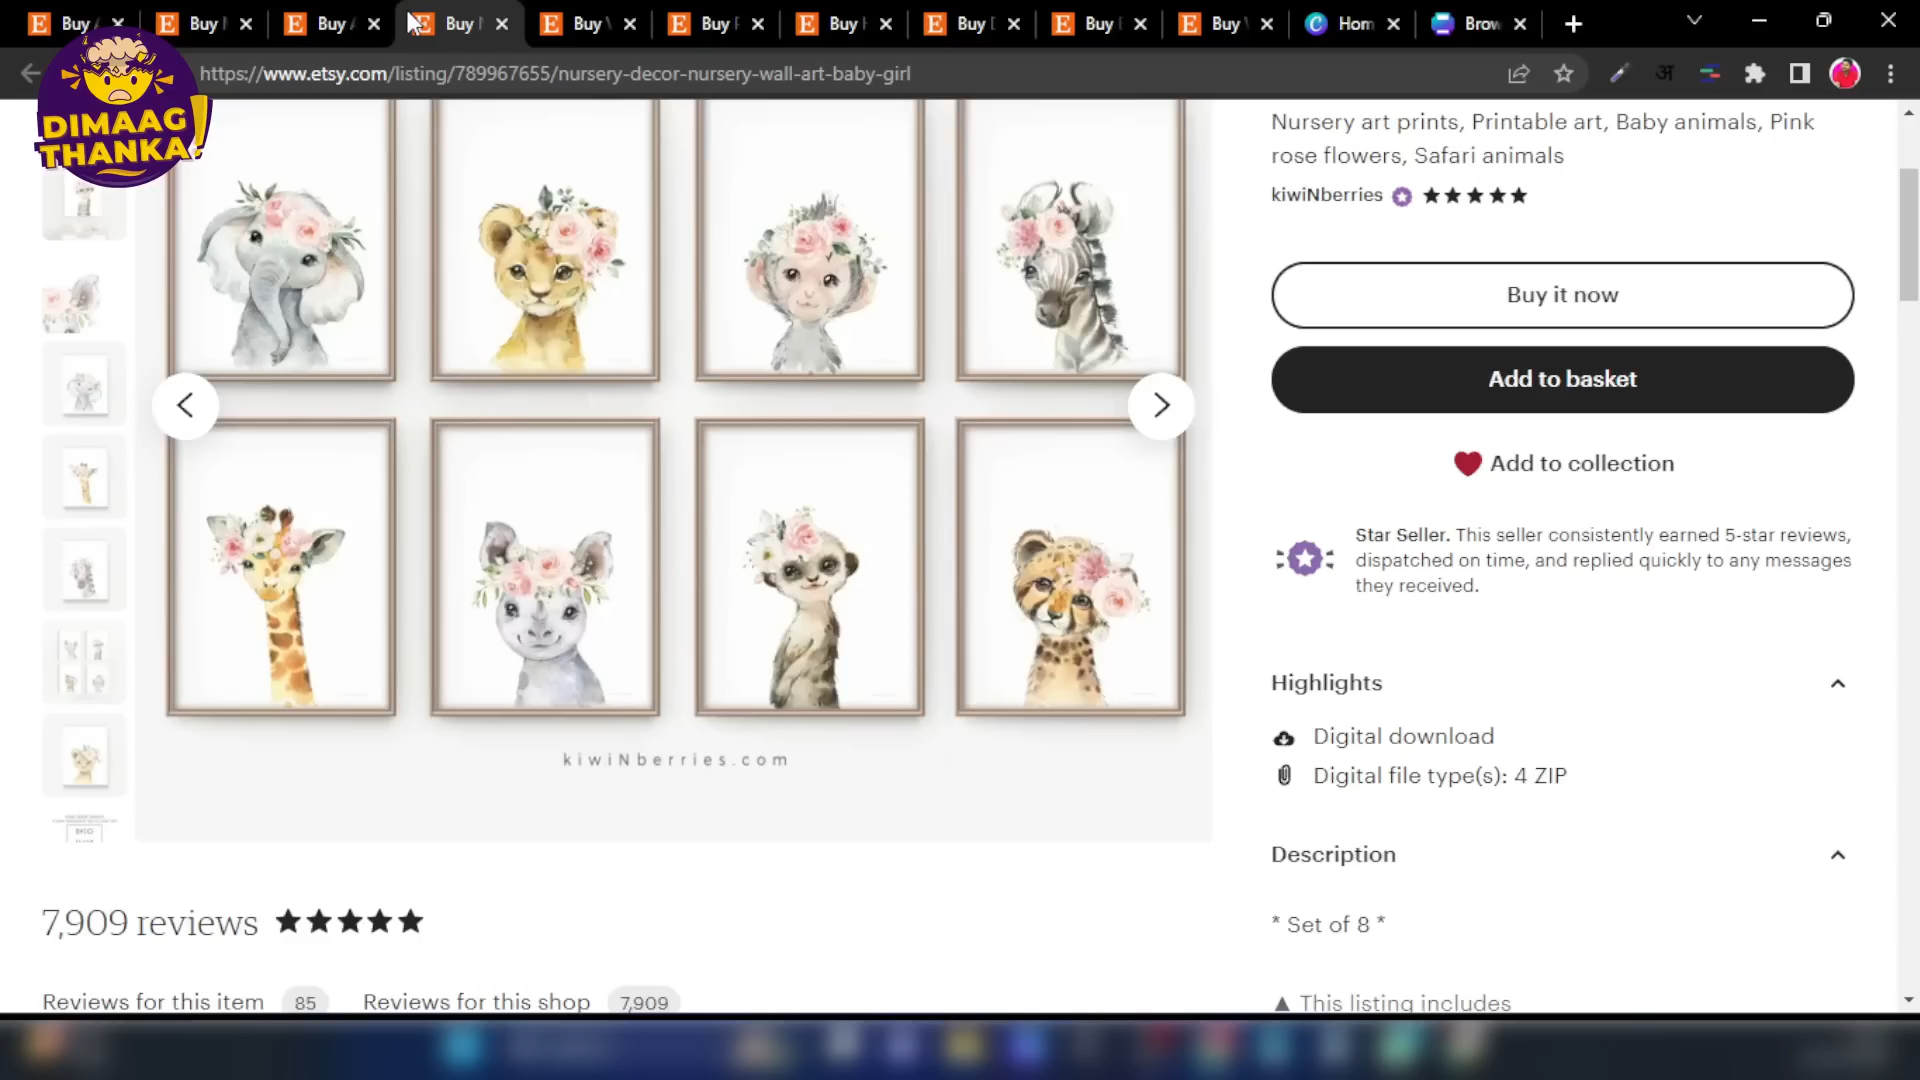 Buy
Buy
Buy
Buy
Buy
Buy
Buy
Buy
Buy
Buy
Hom
Brow
https://www.etsy.com/listing/789967655/nursery-decor-nursery-wall-art-baby-girl
अ
DIMAAG
THANKA!
Nursery art prints, Printable art, Baby animals, Pink
rose flowers, Safari animals
kiwiNberries
Buy it now
Add to basket
Add to collection
Star Seller. This seller consistently earned 5-star reviews,
dispatched on time, and replied quickly to any messages
they received.
Highlights
Digital download
Digital file type(s): 4 ZIP
kiwiNberries.com
Description
* Set of 8 *
7,909 reviews
Reviews for this item 85 Reviews for this shop 7,909
▲ This listing includes